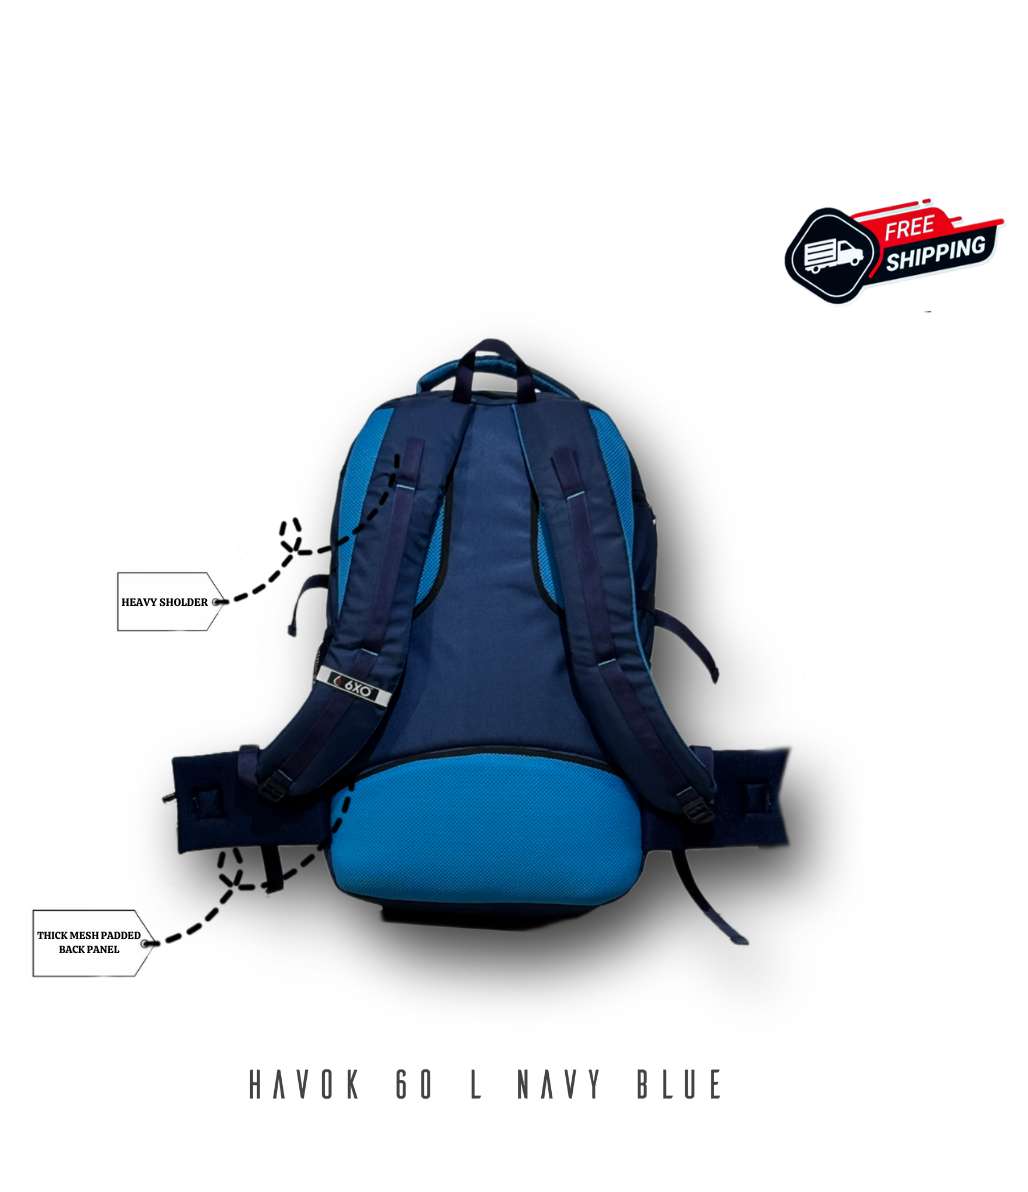 FREE
SHIPPING
HEAVY SHOLDER
6XO
THICK MESH PADDED
BACK PANEL
HAVOK 60 L NAVY BLUE